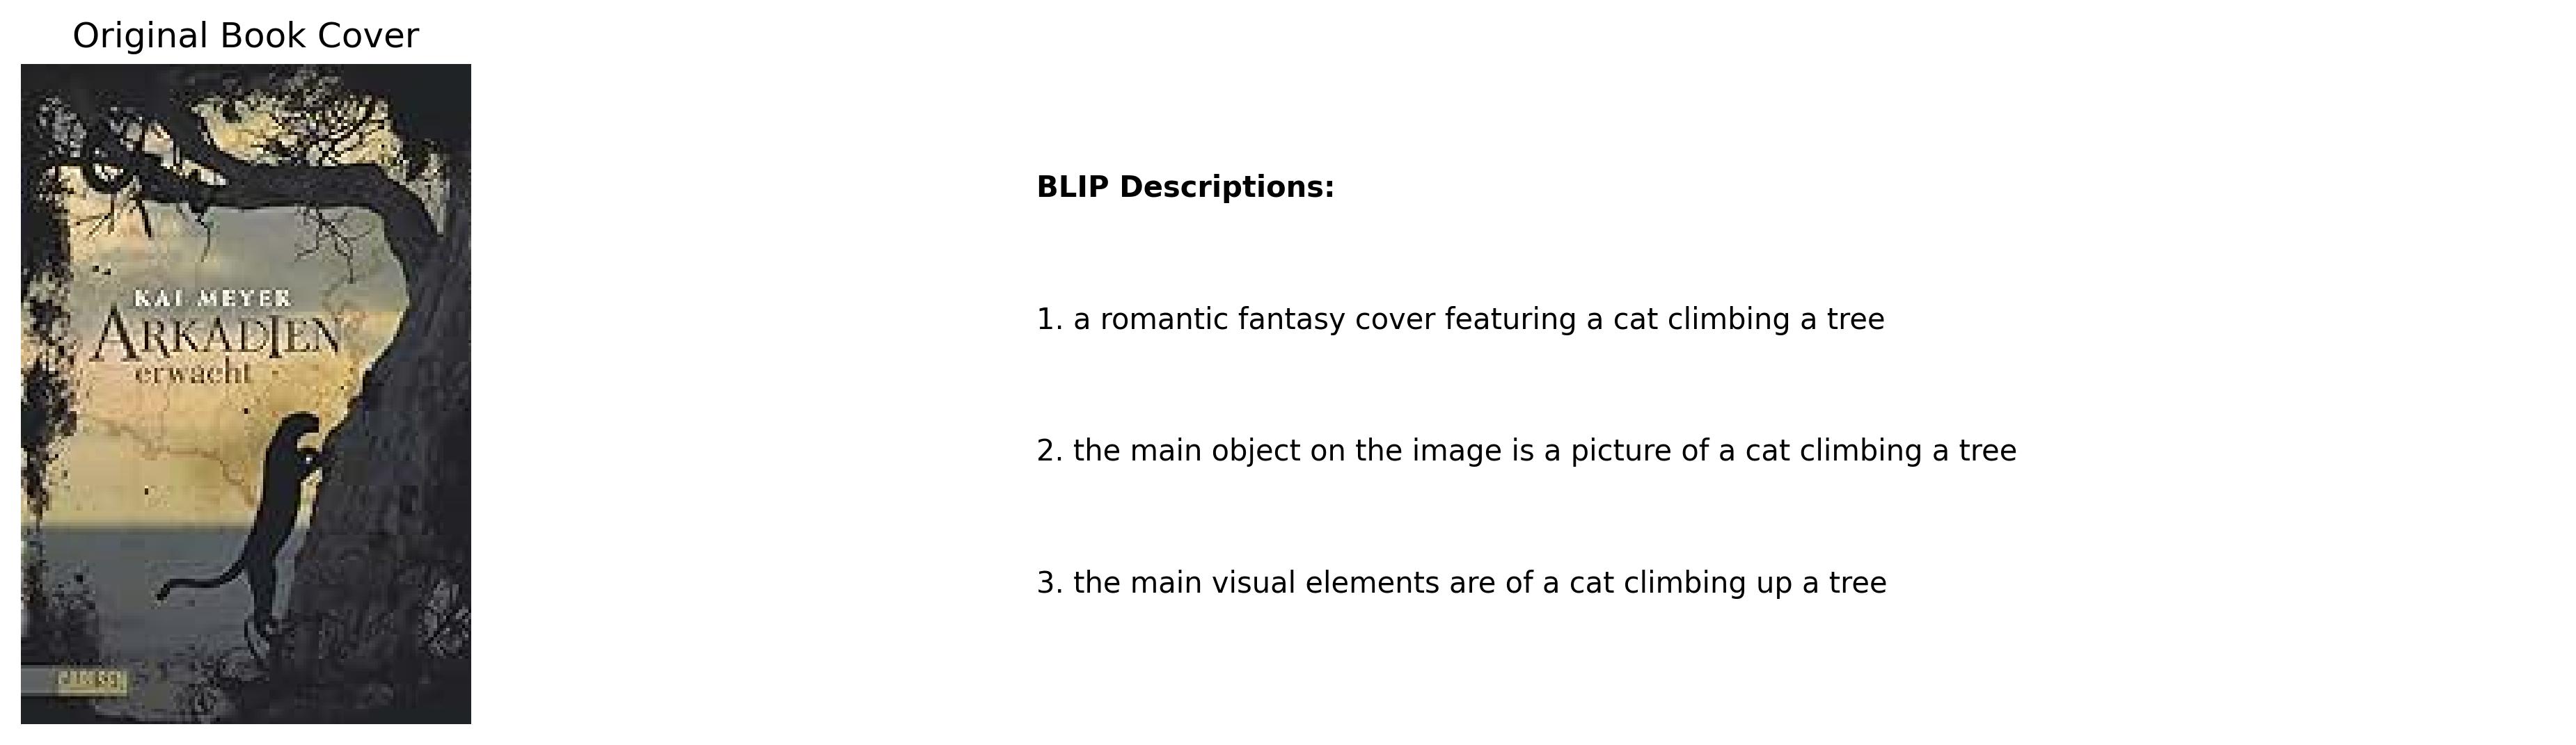 Original Book Cover
KAI MEYER
ARKADIEN
erwacht
CARLSEN
BLIP Descriptions:
1. a romantic fantasy cover featuring a cat climbing a tree
2. the main object on the image is a picture of a cat climbing a tree
3. the main visual elements are of a cat climbing up a tree